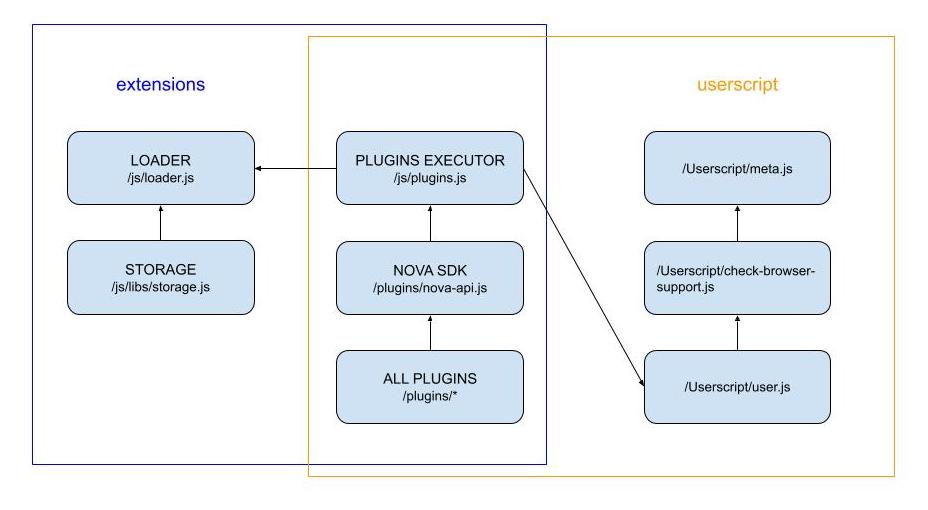 extensions
userscript
LOADER
/js/loader.js
PLUGINS EXECUTOR
/js/plugins.js
/Userscript/meta.js
STORAGE
/js/libs/storage.js
NOVA SDK
/plugins/nova-api.js
/Userscript/check-browser-
support.js
ALL PLUGINS
/plugins/*
/Userscript/user.js